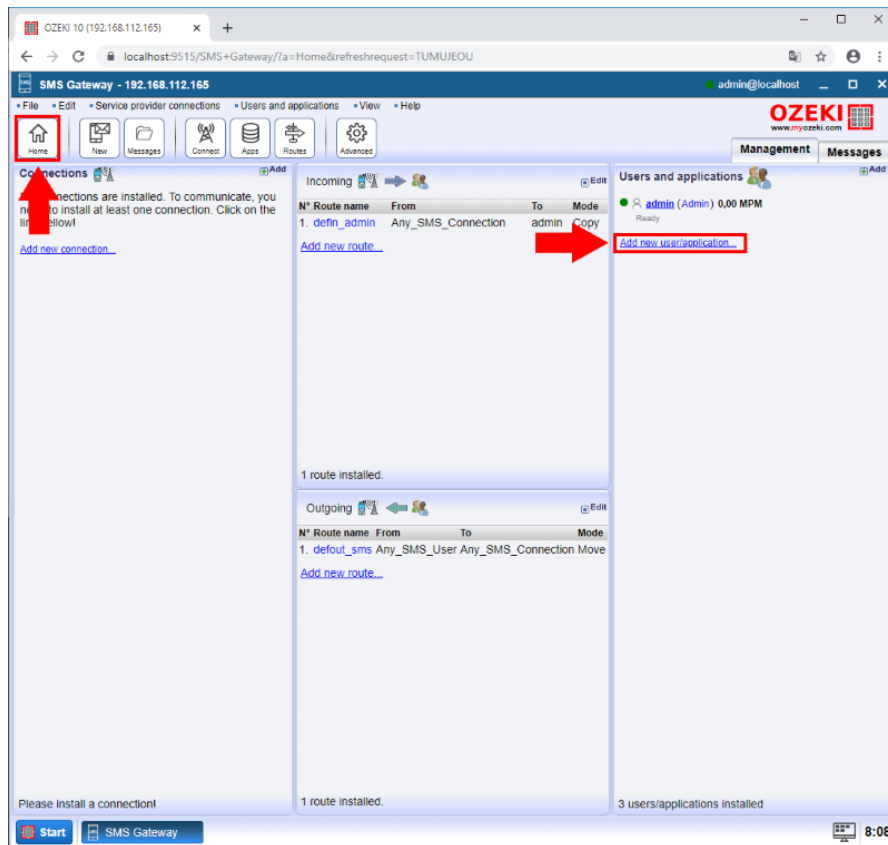 OZEKI 10 (192.168.112.165)
localhost:9515/SMS+Gateway/?a=Home&refreshrequest=TUMUJEOU
SMS Gateway - 192.168.112.165
admin@localhost
File Edit Service provider connections Users and applications View Help
OZEKI
www.myozeki.com
Home New Messages Connect Apps Routes Advanced
Management Messages
Connections Add
connections are installed. To communicate, you
to install at least one connection. Click on the
bellow!
Add new connection...
Incoming Edit
N° Route name From To Mode
1. defin_admin Any_SMS_Connection admin Copy
Add new route...
1 route installed.
Outgoing Edit
N° Route name From To Mode
1. defout_sms Any_SMS_User Any_SMS_Connection Move
Add new route...
1 route installed.
Users and applications Add
admin (Admin) 0,00 MPM
Ready
Add new user/application...
Please install a connection!
3 users/applications installed
Start SMS Gateway
8:08